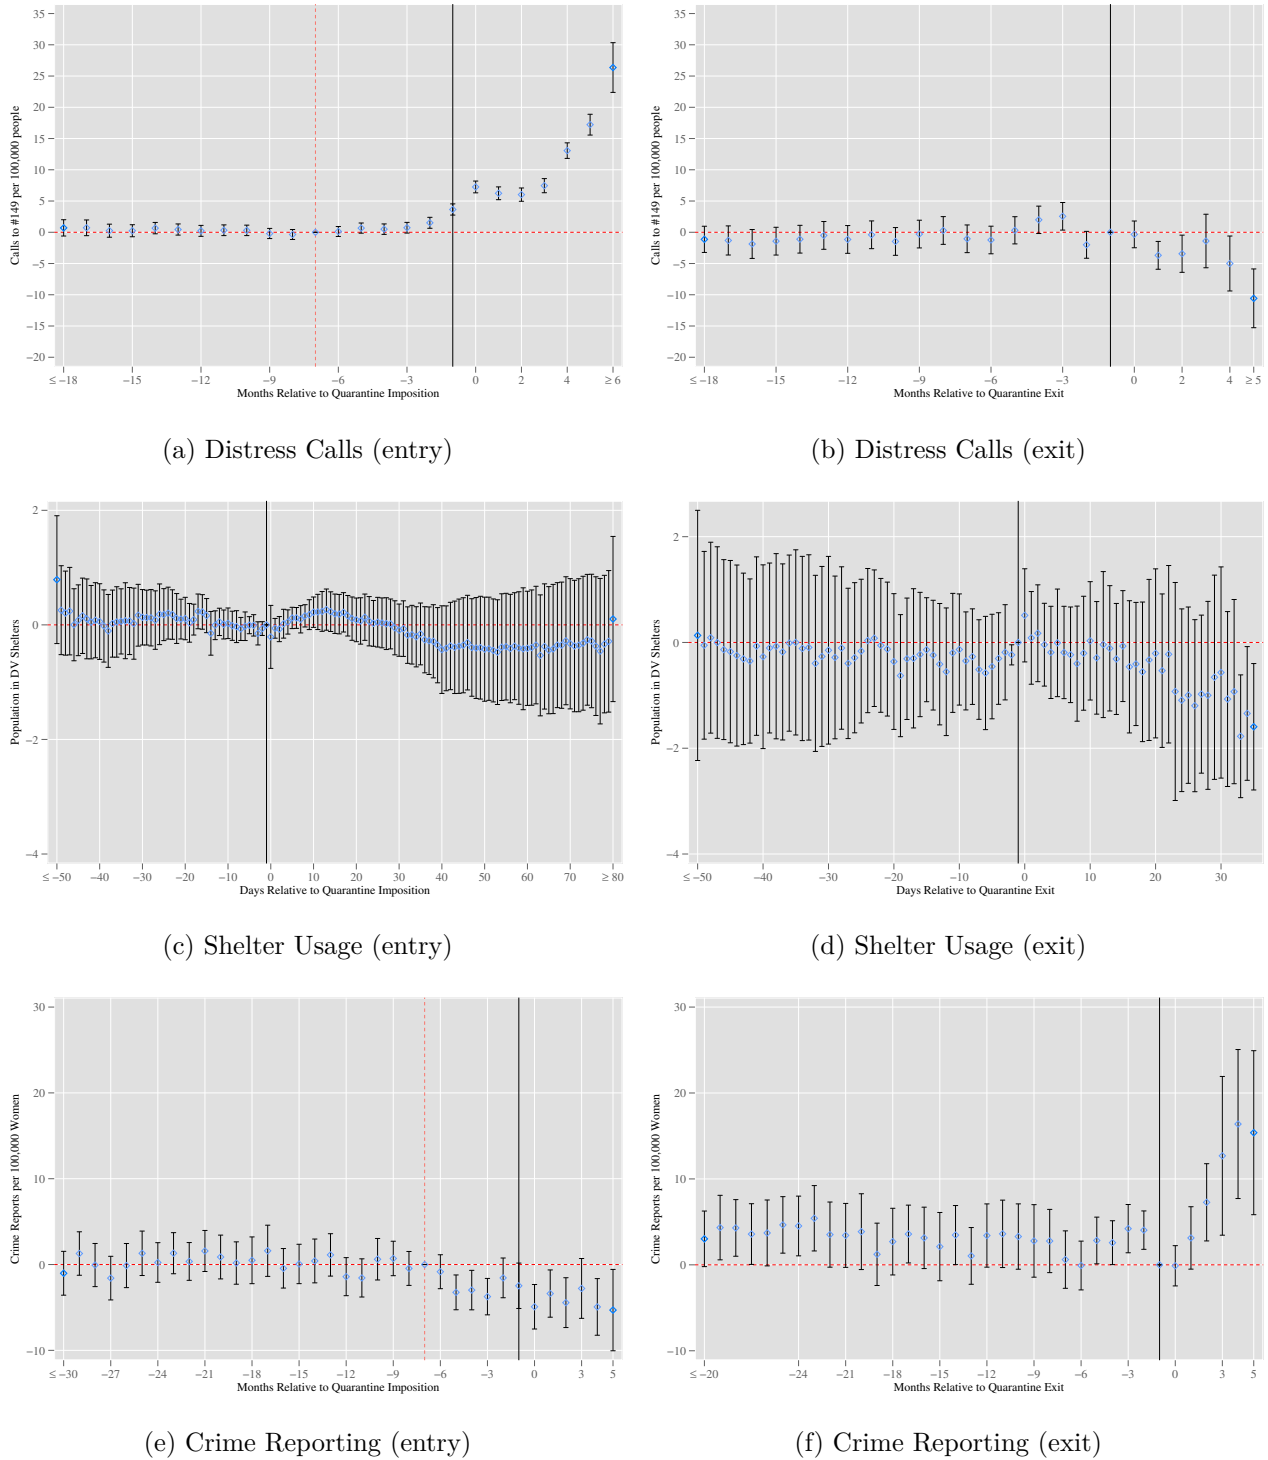 35
30
25
20
15
10
5
0
−5
−10
−15
−20
Calls to #149 per 100,000 people
≤ −18 −15 −12 −9 −6 −3 0 2 4 ≥ 6
Months Relative to Quarantine Imposition
(a) Distress Calls (entry)
35
30
25
20
15
10
5
0
−5
−10
−15
−20
Calls to #149 per 100,000 people
≤ −18 −15 −12 −9 −6 −3 0 2 4 ≥ 5
Months Relative to Quarantine Exit
(b) Distress Calls (exit)
2
0
−2
−4
Population in DV Shelters
≤ −50 −40 −30 −20 −10 0 10 20 30 40 50 60 70 ≥ 80
Days Relative to Quarantine Imposition
(c) Shelter Usage (entry)
2
0
−2
−4
Population in DV Shelters
≤ −50 −40 −30 −20 −10 0 10 20 30
Days Relative to Quarantine Exit
(d) Shelter Usage (exit)
30
20
10
0
−10
Crime Reports per 100,000 Women
≤ −30 −27 −24 −21 −18 −15 −12 −9 −6 −3 0 3 5
Months Relative to Quarantine Imposition
(e) Crime Reporting (entry)
30
20
10
0
−10
Crime Reports per 100,000 Women
≤ −20 −24 −21 −18 −15 −12 −9 −6 −3 0 3 5
Months Relative to Quarantine Exit
(f) Crime Reporting (exit)